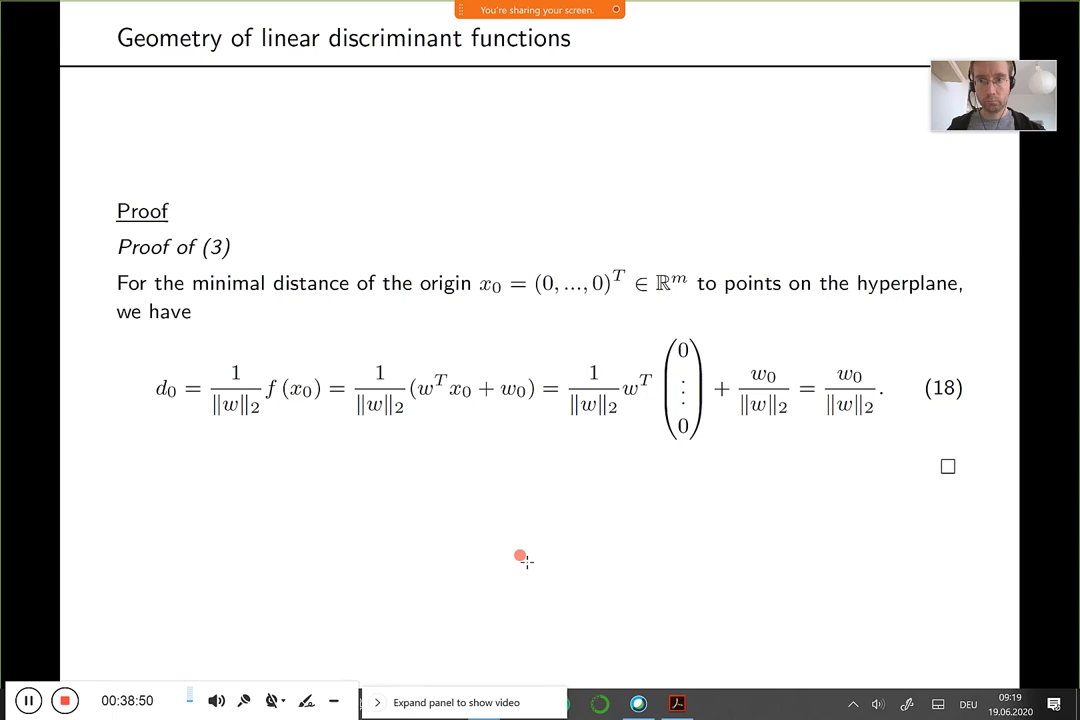 You're sharing your screen.
Geometry of linear discriminant functions
Proof
Proof of (3)
For the minimal distance of the origin x₀ = (0, ..., 0)ᵀ ∈ ℝᵐ to points on the hyperplane,
we have
d₀ = 1/‖w‖₂ f (x₀) = 1/‖w‖₂ (wᵀx₀ + w₀) = 1/‖w‖₂ wᵀ (0 ⋮ 0) + w₀/‖w‖₂ = w₀/‖w‖₂. (18)
□
00:38:50
Expand panel to show video
DEU
09:19
19.06.2020